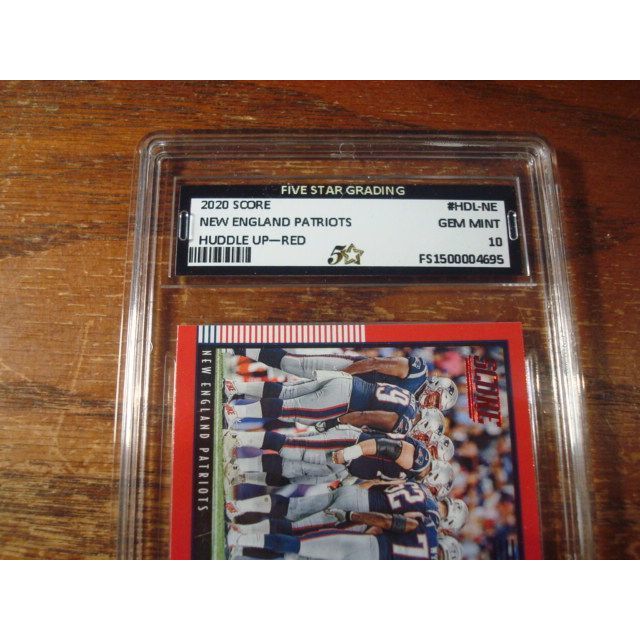 FIVE STAR GRADING
2020 SCORE #HDL-NE
NEW ENGLAND PATRIOTS GEM MINT
HUDDLE UP—RED 10
5 FS1500004695
SCORE
NEW ENGLAND PATRIOTS